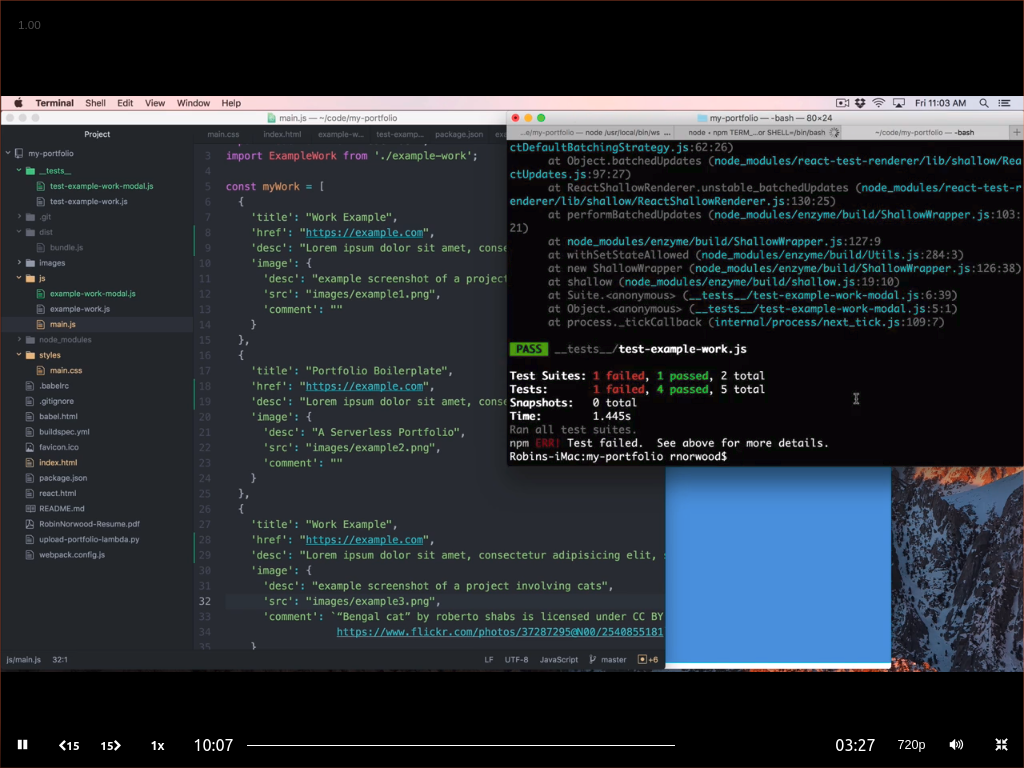 1.00
Terminal Shell Edit View Window Help
Fri 11:03 AM
main.js — ~/code/my-portfolio
Project
main.css index.html example-w... test-examp... package.json
my-portfolio
__tests__
test-example-work-modal.js
test-example-work.js
.git
dist
bundle.js
images
js
example-work-modal.js
example-work.js
main.js
node_modules
styles
main.css
.babelrc
.gitignore
babel.html
buildspec.yml
favicon.ico
index.html
package.json
react.html
README.md
RobinNorwood-Resume.pdf
upload-portfolio-lambda.py
webpack.config.js
3 import ExampleWork from './example-work';
4
5 const myWork = [
6 {
7 'title': "Work Example",
8 'href': "https://example.com",
9 'desc': "Lorem ipsum dolor sit amet, conse
10 'image': {
11 'desc': "example screenshot of a project
12 'src': "images/example1.png",
13 'comment': ""
14 }
15 },
16 {
17 'title': "Portfolio Boilerplate",
18 'href': "https://example.com",
19 'desc': "Lorem ipsum dolor sit amet, conse
20 'image': {
21 'desc': "A Serverless Portfolio",
22 'src': "images/example2.png",
23 'comment': ""
24 }
25 },
26 {
27 'title': "Work Example",
28 'href': "https://example.com",
29 'desc': "Lorem ipsum dolor sit amet, consectetur adipisicing elit, s
30 'image': {
31 'desc': "example screenshot of a project involving cats",
32 'src': "images/example3.png",
33 'comment': `“Bengal cat” by roberto shabs is licensed under CC BY
34 https://www.flickr.com/photos/37287295@N00/2540855181
35 }
js/main.js 32:1 LF UTF-8 JavaScript master +6
my-portfolio — -bash — 80×24
...e/my-portfolio — node /usr/local/bin/ws ... node ◂ npm TERM_...or SHELL=/bin/bash ~/code/my-portfolio — -bash +
ctDefaultBatchingStrategy.js:62:26)
at Object.batchedUpdates (node_modules/react-test-renderer/lib/shallow/Rea
ctUpdates.js:97:27)
at ReactShallowRenderer.unstable_batchedUpdates (node_modules/react-test-r
enderer/lib/shallow/ReactShallowRenderer.js:130:25)
at performBatchedUpdates (node_modules/enzyme/build/ShallowWrapper.js:103:
21)
at node_modules/enzyme/build/ShallowWrapper.js:127:9
at withSetStateAllowed (node_modules/enzyme/build/Utils.js:284:3)
at new ShallowWrapper (node_modules/enzyme/build/ShallowWrapper.js:126:38)
at shallow (node_modules/enzyme/build/shallow.js:19:10)
at Suite.<anonymous> (__tests__/test-example-work-modal.js:6:39)
at Object.<anonymous> (__tests__/test-example-work-modal.js:5:1)
at process._tickCallback (internal/process/next_tick.js:109:7)
PASS __tests__/test-example-work.js
Test Suites: 1 failed, 1 passed, 2 total
Tests: 1 failed, 4 passed, 5 total
Snapshots: 0 total
Time: 1.445s
Ran all test suites.
npm ERR! Test failed. See above for more details.
Robins-iMac:my-portfolio rnorwood$
15 15 1x 10:07 03:27 720p